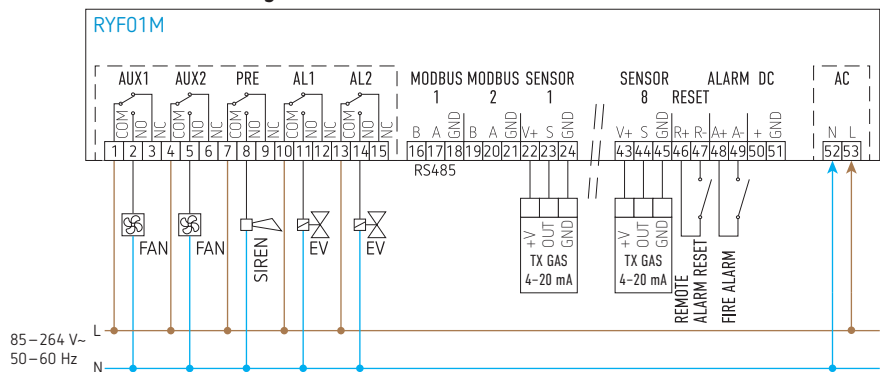 RYF01M
AUX1 AUX2 PRE AL1 AL2 MODBUS MODBUS SENSOR SENSOR ALARM DC AC
1 2 1 8 RESET
COM NO NC COM NO NC COM NO NC COM NO NC COM NO NC B A GND B A GND V+ S GND V+ S GND R+ R- A+ A- + GND N L
1 2 3 4 5 6 7 8 9 10 11 12 13 14 15 16 17 18 19 20 21 22 23 24 43 44 45 46 47 48 49 50 51 52 53
RS485
+V OUT GND +V OUT GND
FAN FAN SIREN EV EV
TX GAS TX GAS
4–20 mA 4–20 mA
REMOTE
ALARM RESET
FIRE ALARM
85–264 V~ L
50–60 Hz
N